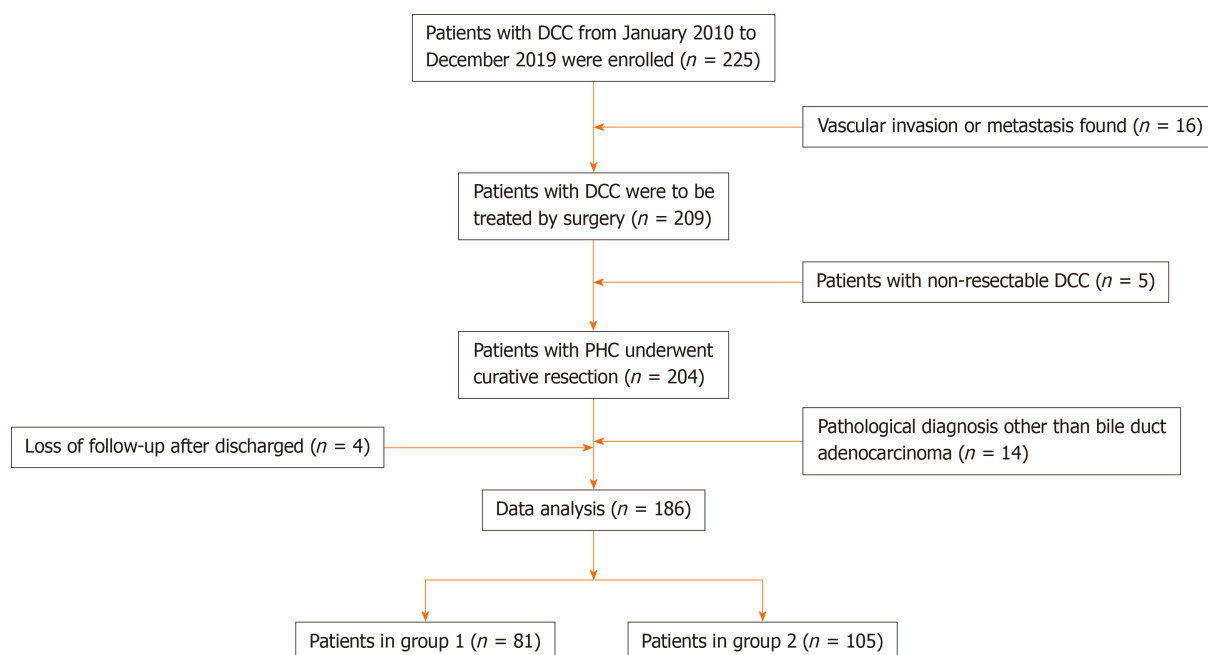 Patients with DCC from January 2010 to
December 2019 were enrolled (n = 225)
Vascular invasion or metastasis found (n = 16)
Patients with DCC were to be
treated by surgery (n = 209)
Patients with non-resectable DCC (n = 5)
Patients with PHC underwent
curative resection (n = 204)
Loss of follow-up after discharged (n = 4)
Pathological diagnosis other than bile duct
adenocarcinoma (n = 14)
Data analysis (n = 186)
Patients in group 1 (n = 81)
Patients in group 2 (n = 105)